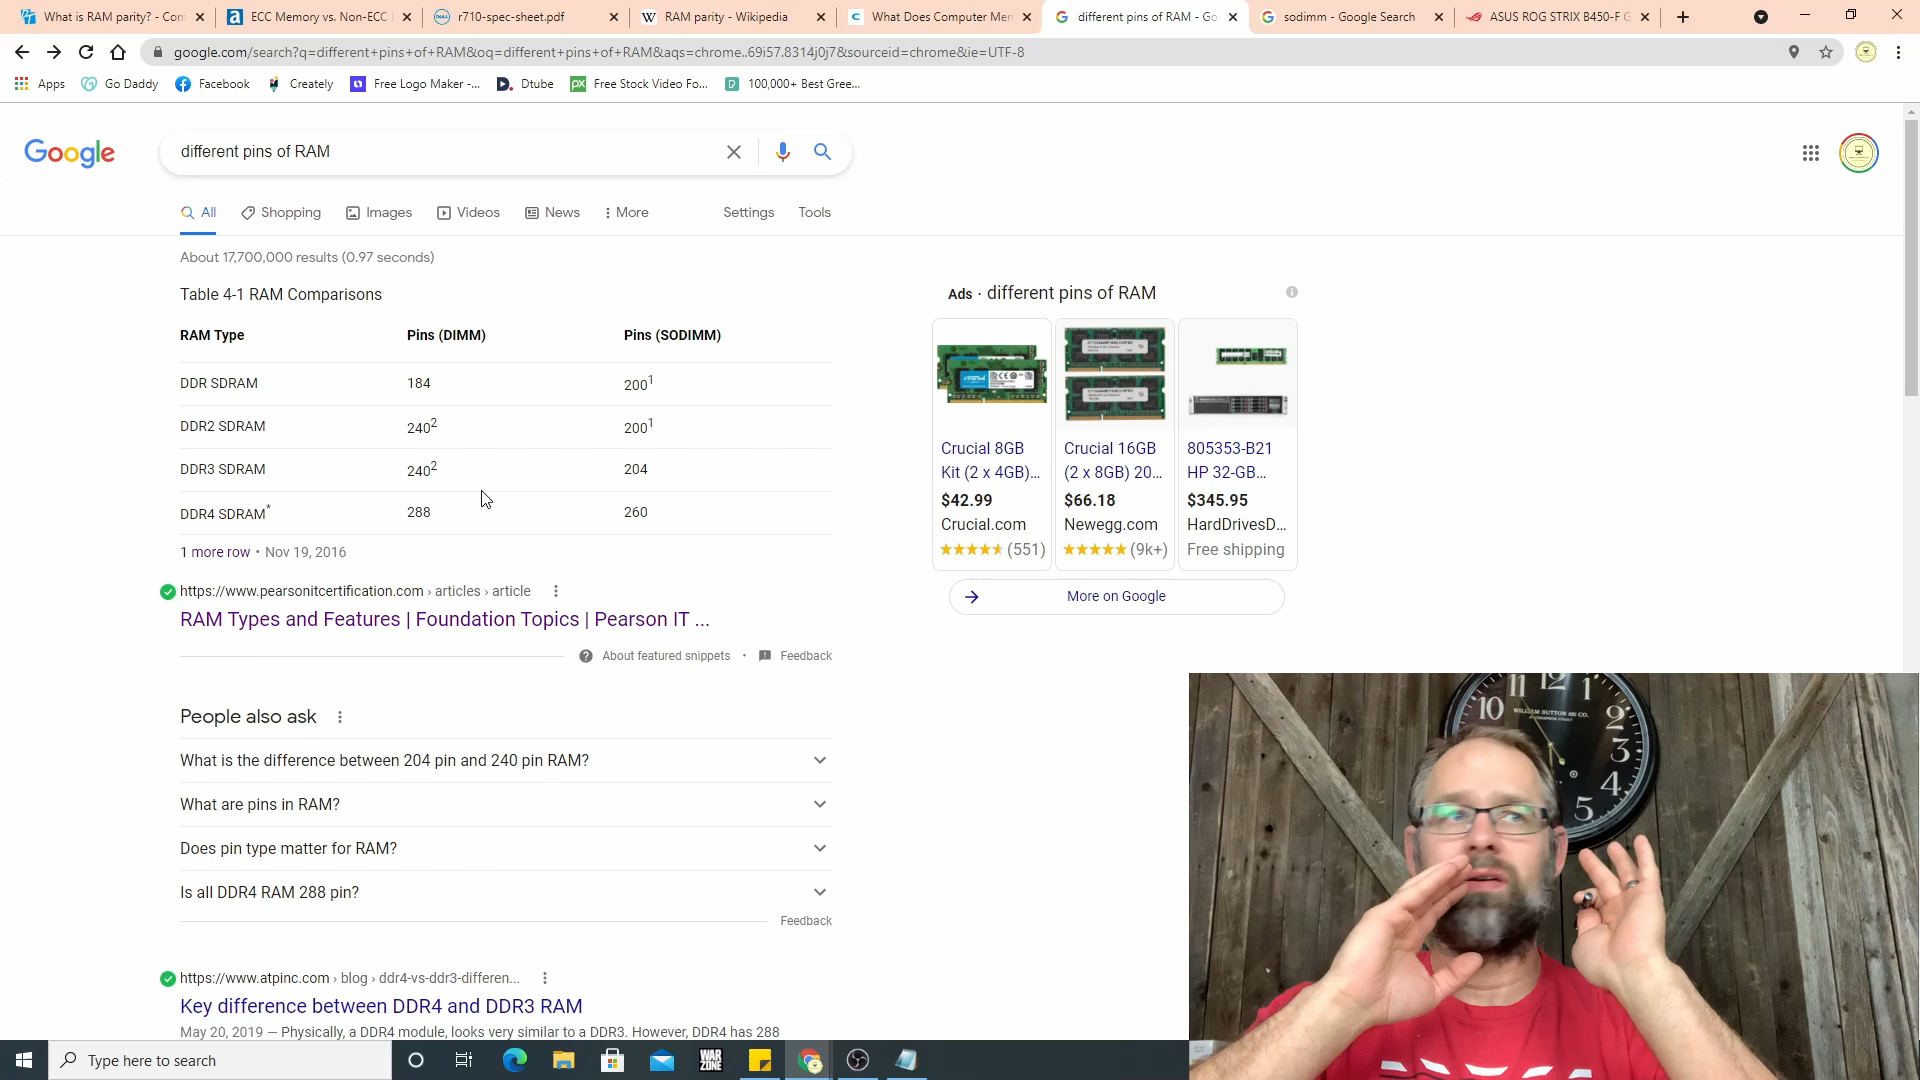 What is RAM parity? - Com
ECC Memory vs. Non-ECC
r710-spec-sheet.pdf
RAM parity - Wikipedia
What Does Computer Mem
different pins of RAM - Go
sodimm - Google Search
ASUS ROG STRIX B450-F G
google.com/search?q=different+pins+of+RAM&oq=different+pins+of+RAM&aqs=chrome..69i57.8314j0j7&sourceid=chrome&ie=UTF-8
Apps
Go Daddy
Facebook
Creately
Free Logo Maker -...
Dtube
Free Stock Video Fo...
100,000+ Best Gree...
Google
different pins of RAM
All
Shopping
Images
Videos
News
More
Settings
Tools
About 17,700,000 results (0.97 seconds)
Table 4-1 RAM Comparisons
RAM Type Pins (DIMM) Pins (SODIMM)
DDR SDRAM 184 200¹
DDR2 SDRAM 240² 200¹
DDR3 SDRAM 240² 204
DDR4 SDRAM* 288 260
1 more row • Nov 19, 2016
https://www.pearsonitcertification.com › articles › article
RAM Types and Features | Foundation Topics | Pearson IT ...
About featured snippets • Feedback
People also ask
What is the difference between 204 pin and 240 pin RAM?
What are pins in RAM?
Does pin type matter for RAM?
Is all DDR4 RAM 288 pin?
Feedback
https://www.atpinc.com › blog › ddr4-vs-ddr3-differen...
Key difference between DDR4 and DDR3 RAM
May 20, 2019 — Physically, a DDR4 module, looks very similar to a DDR3. However, DDR4 has 288
Ads · different pins of RAM
Crucial 8GB
Kit (2 x 4GB)...
$42.99
Crucial.com
(551)
Crucial 16GB
(2 x 8GB) 20...
$66.18
Newegg.com
(9k+)
805353-B21
HP 32-GB...
$345.95
HardDrivesD...
Free shipping
More on Google
10 11 12 1 2 3 5
WILLIAM SUTTON AND CO.
Type here to search
WAR
ZONE